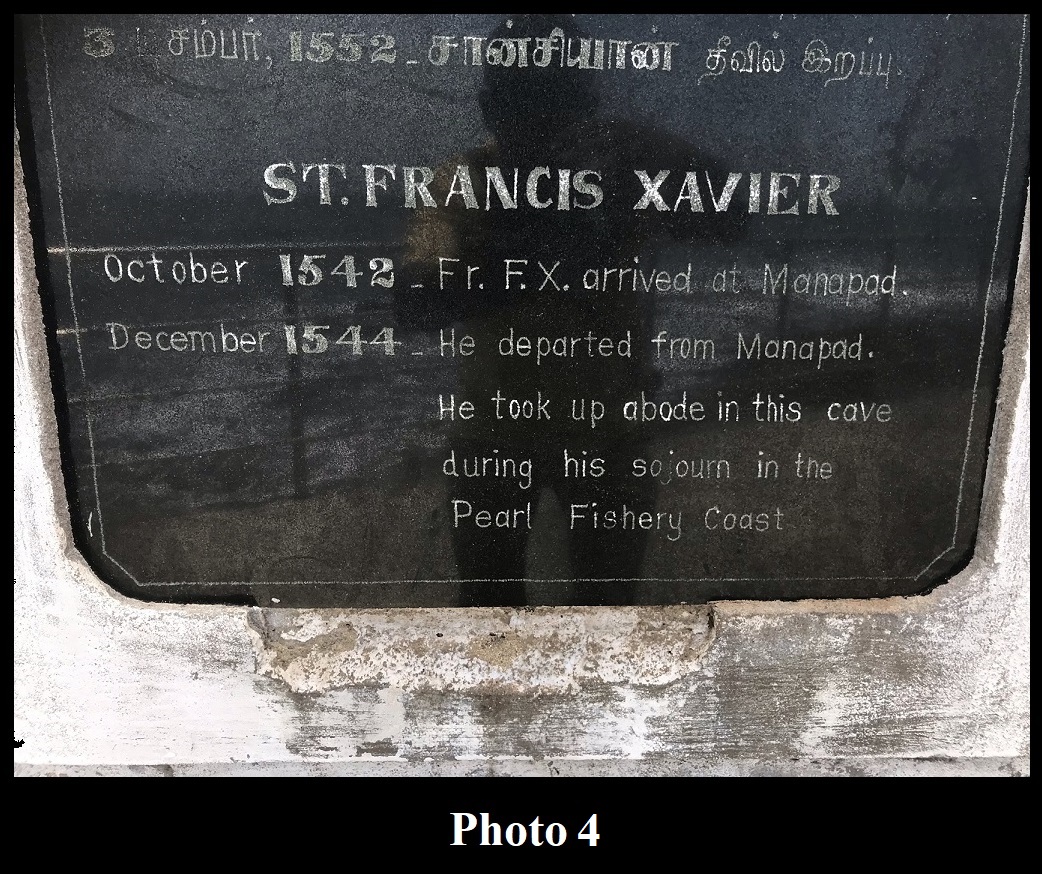 3 டிசம்பர், 1552 - சான்சியான் தீவில் இறப்பு.
ST. FRANCIS XAVIER
October 1542 - Fr. F.X. arrived at Manapad.
December 1544 - He departed from Manapad.
He took up abode in this cave
during his sojourn in the
Pearl Fishery Coast
Photo 4